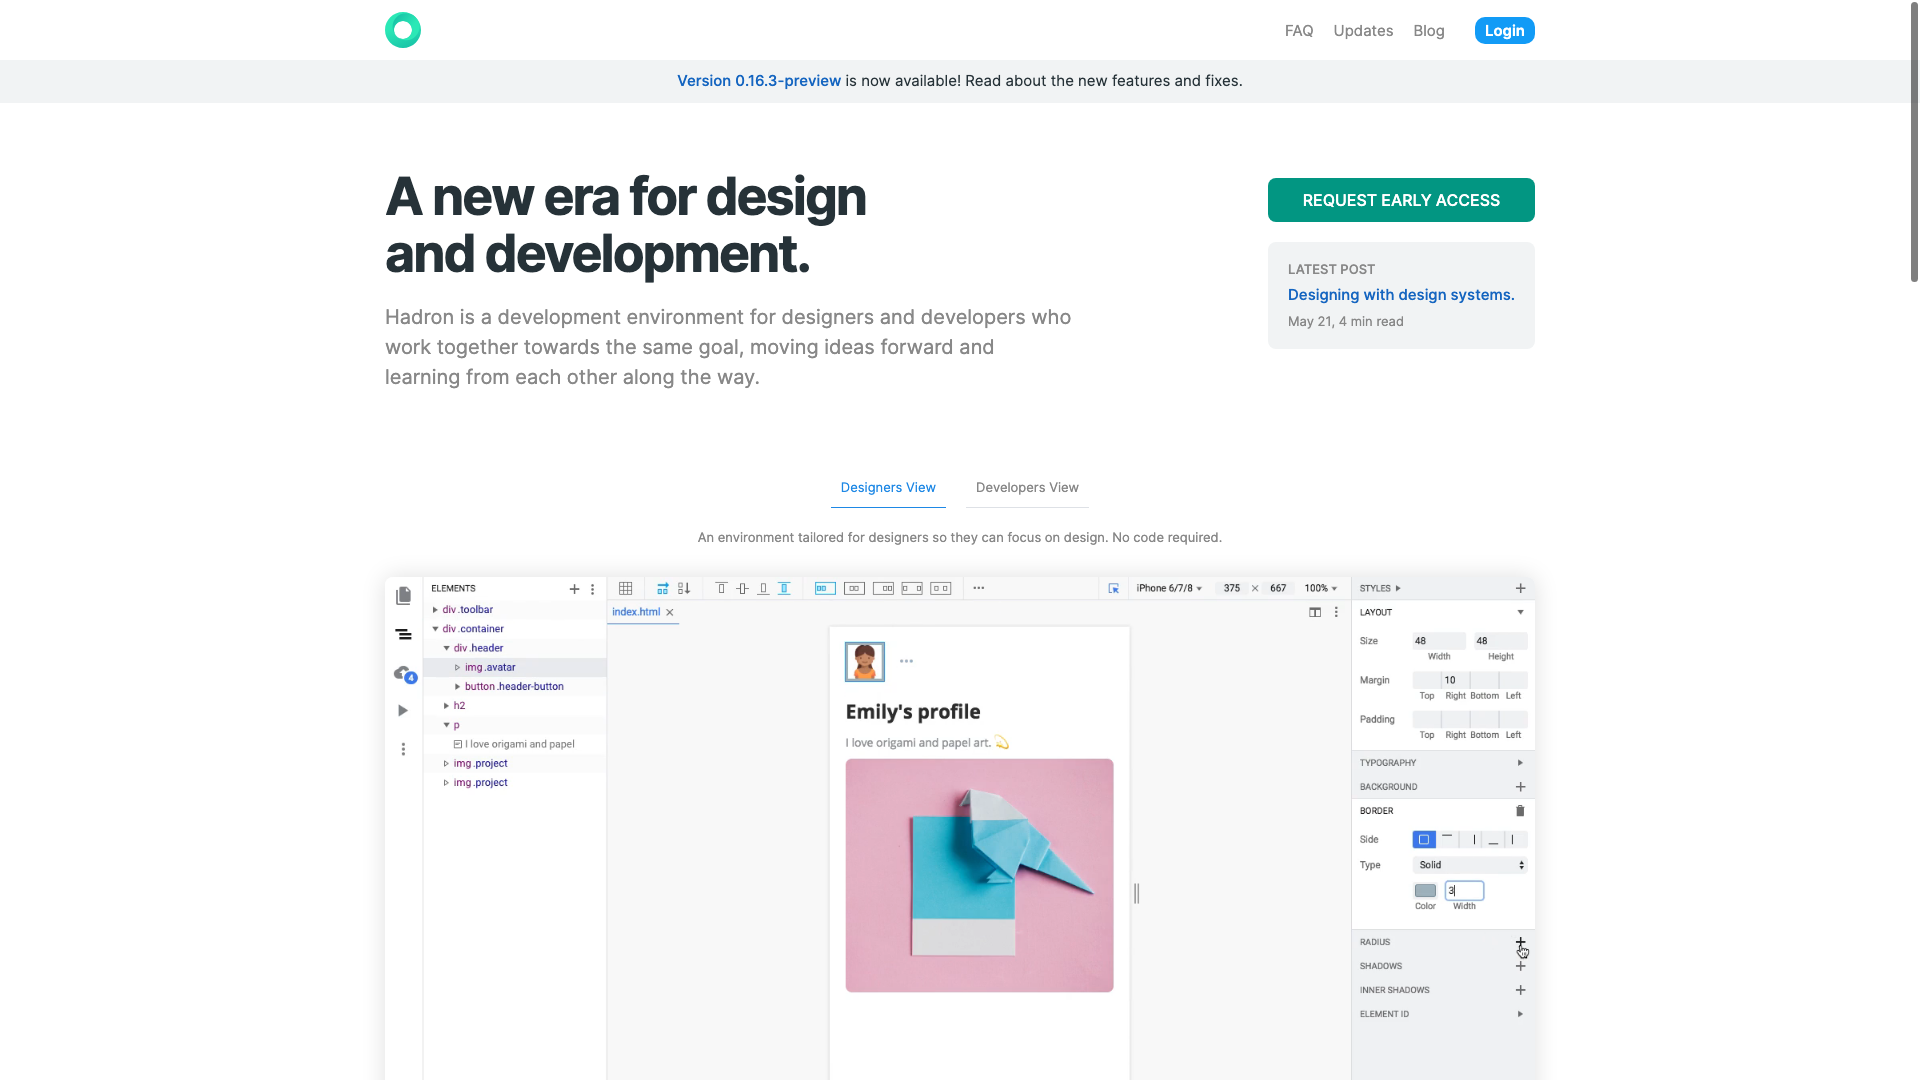 FAQ Updates Blog Login
Version 0.16.3-preview is now available! Read about the new features and fixes.
A new era for design
and development.
Hadron is a development environment for designers and developers who
work together towards the same goal, moving ideas forward and
learning from each other along the way.
REQUEST EARLY ACCESS
LATEST POST
Designing with design systems.
May 21, 4 min read
Designers View Developers View
An environment tailored for designers so they can focus on design. No code required.
ELEMENTS
div.toolbar
div.container
div.header
img.avatar
button.header-button
h2
p
I love origami and papel
img.project
img.project
4
iPhone 6/7/8 375 × 667 100%
index.html
Emily's profile
I love origami and papel art.
STYLES
LAYOUT
Size 48 48
Width Height
Margin 10
Top Right Bottom Left
Padding
Top Right Bottom Left
TYPOGRAPHY
BACKGROUND
BORDER
Side
Type Solid
3
Color Width
RADIUS
SHADOWS
INNER SHADOWS
ELEMENT ID